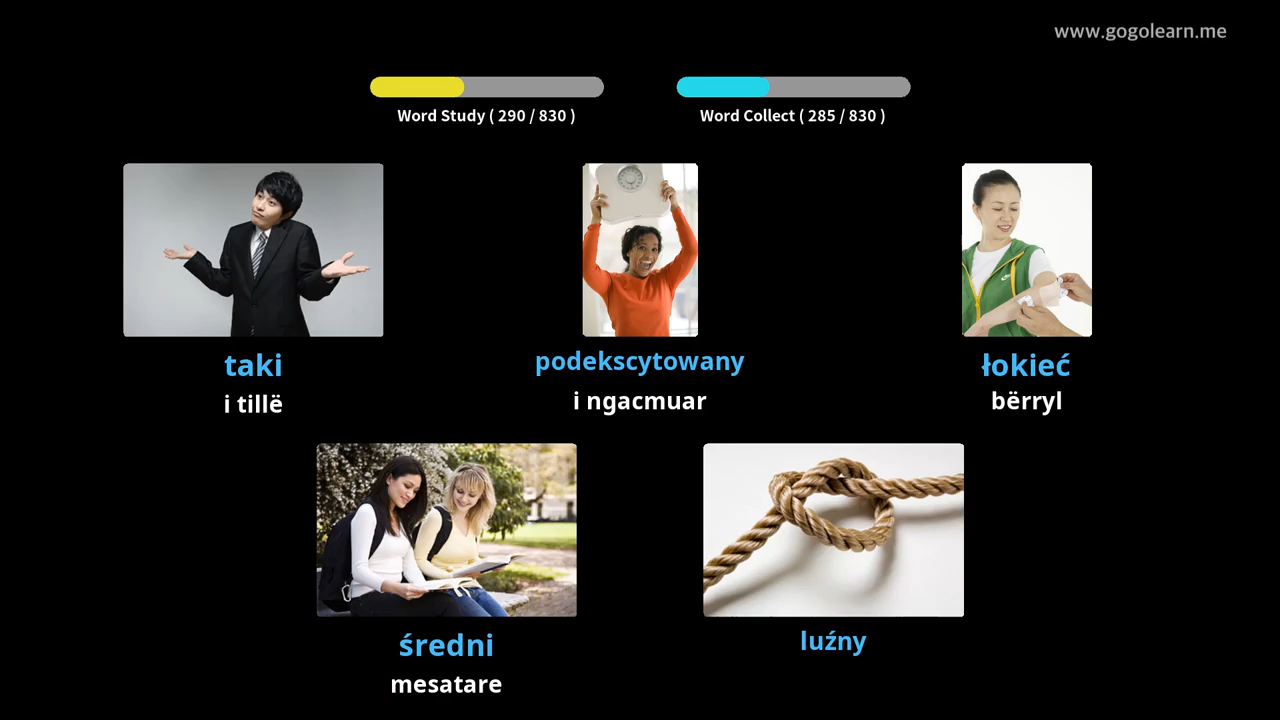 www.gogolearn.me
Word Study ( 290 / 830 )
Word Collect ( 285 / 830 )
taki
i tillë
podekscytowany
i ngacmuar
łokieć
bërryl
średni
mesatare
luźny